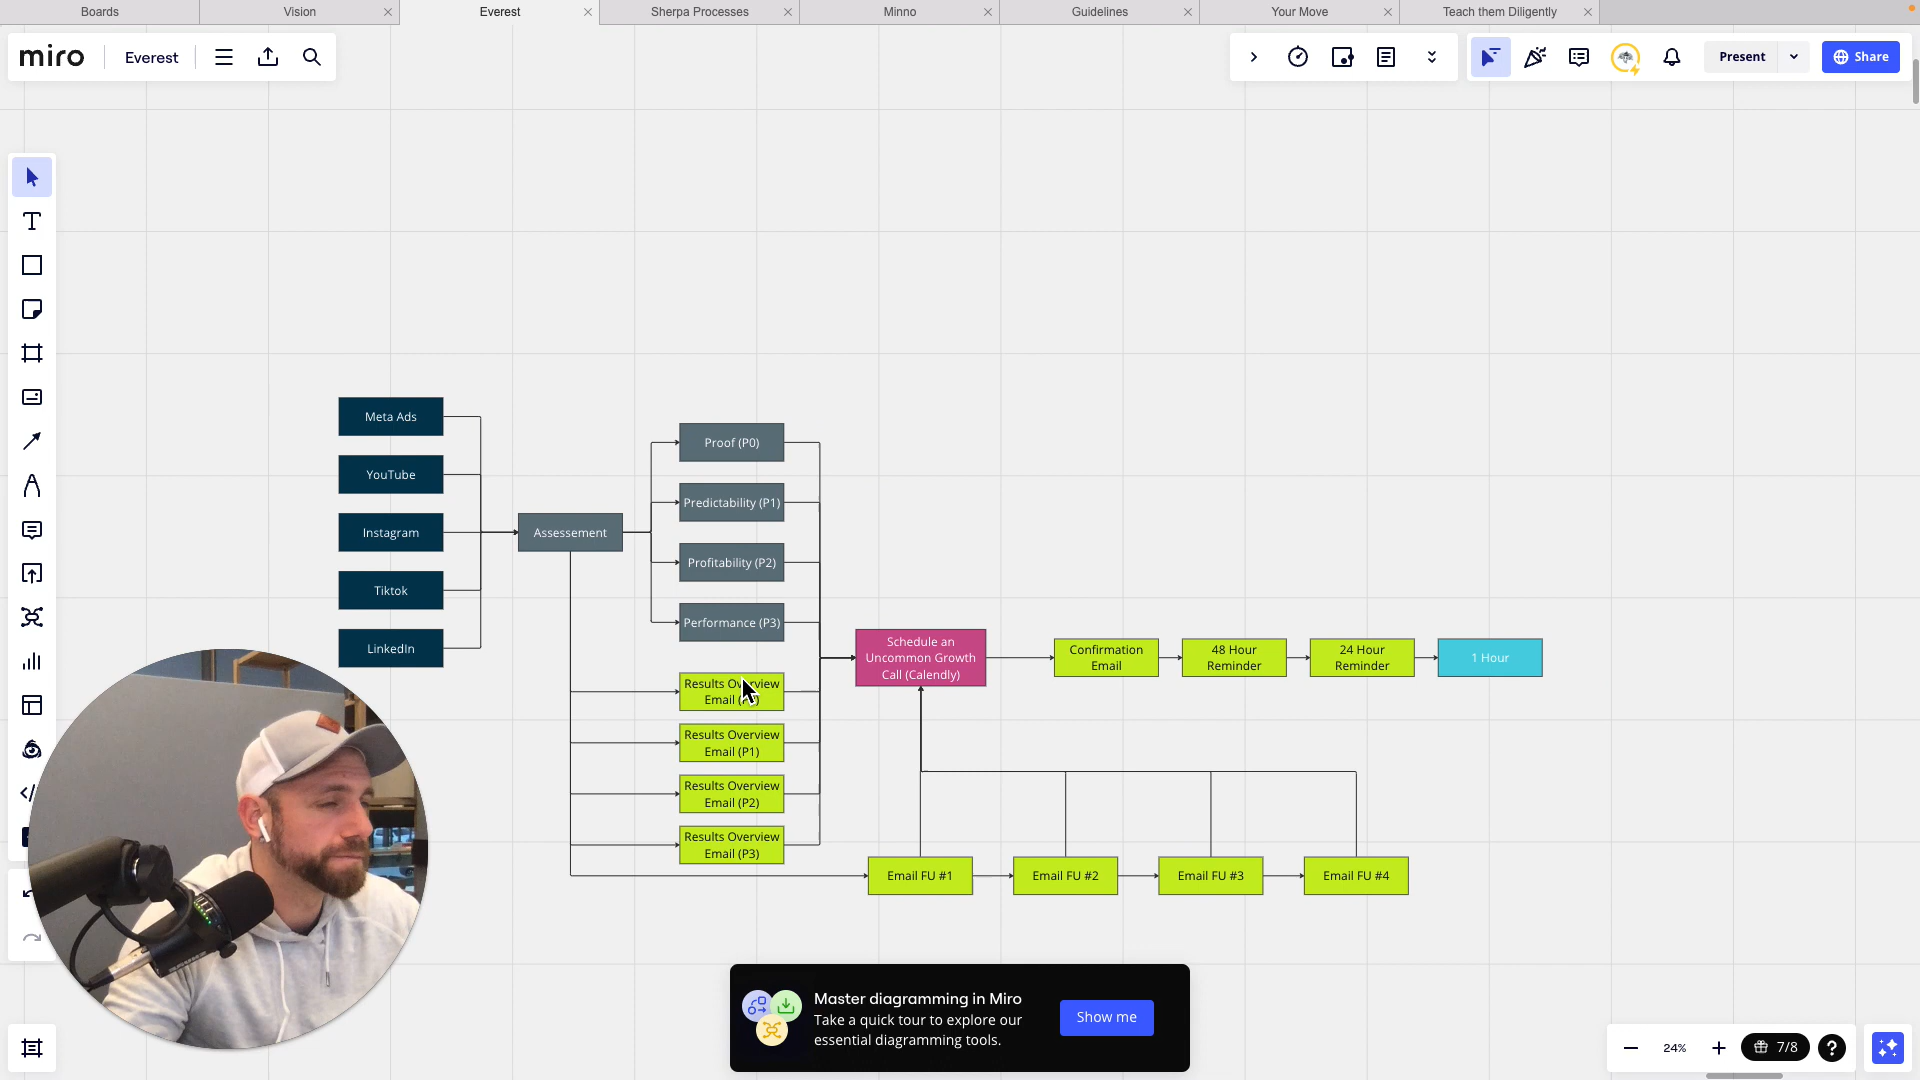 Boards
Vision
Everest
Sherpa Processes
Minno
Guidelines
Your Move
Teach them Diligently
miro
Everest
Present
Share
Meta Ads
YouTube
Instagram
Tiktok
LinkedIn
Assessement
Proof (P0)
Predictability (P1)
Profitability (P2)
Performance (P3)
Results Overview
Email
Results Overview
Email (P1)
Results Overview
Email (P2)
Results Overview
Email (P3)
Schedule an
Uncommon Growth
Call (Calendly)
Confirmation
Email
48 Hour
Reminder
24 Hour
Reminder
1 Hour
Email FU #1
Email FU #2
Email FU #3
Email FU #4
Master diagramming in Miro
Take a quick tour to explore our
essential diagramming tools.
Show me
24%
7/8